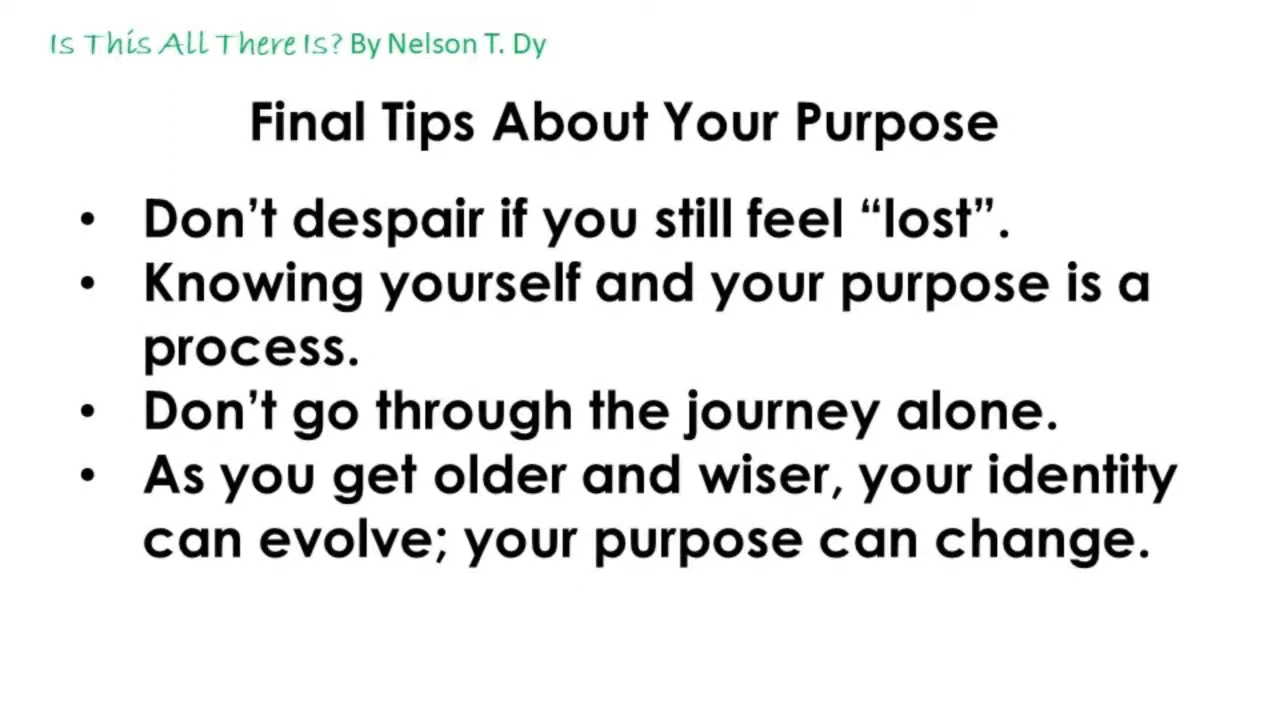 Is This All There Is? By Nelson T. Dy
Final Tips About Your Purpose
• Don’t despair if you still feel “lost”.
• Knowing yourself and your purpose is a
process.
• Don’t go through the journey alone.
• As you get older and wiser, your identity
can evolve; your purpose can change.